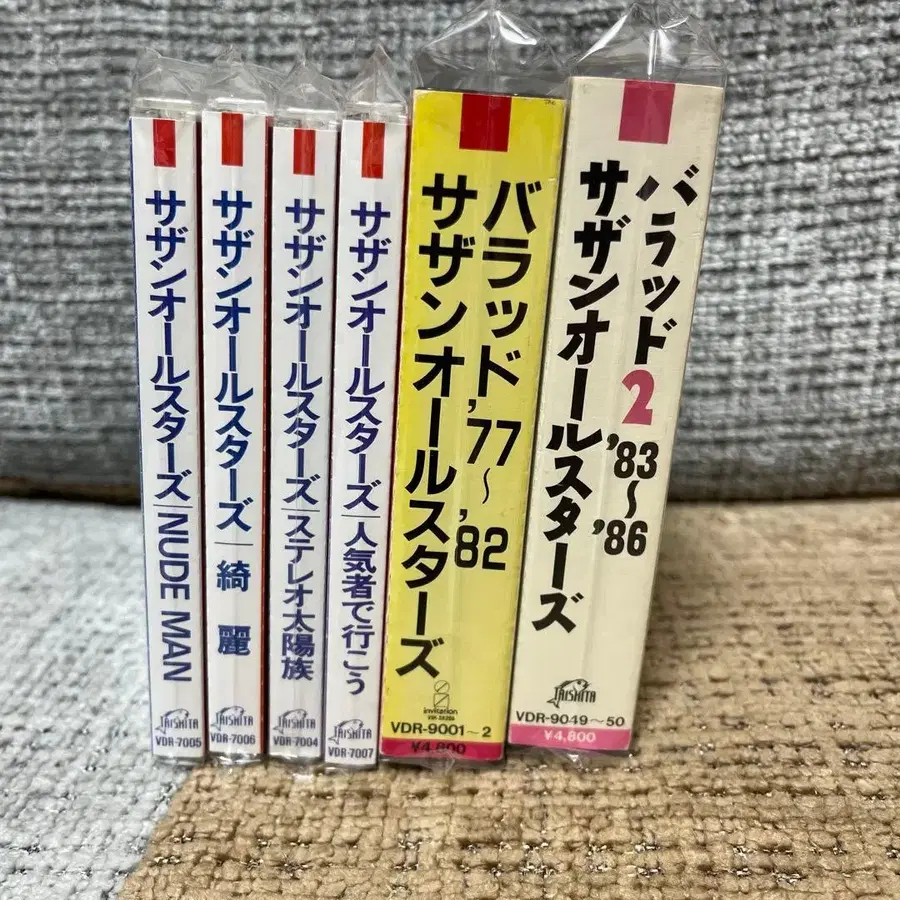 サザンオールスターズ|NUDE MAN
TAISHITA
VDR-7005
サザンオールスターズ|綺麗
TAISHITA
VDR-7006
サザンオールスターズ|ステレオ太陽族
TAISHITA
VDR-7004
サザンオールスターズ|人気者で行こう
TAISHITA
VDR-7007
バラッド '77〜'82
サザンオールスターズ
invitation
VDR-9001〜2
¥4,800
バラッド2 '83〜'86
サザンオールスターズ
TAISHITA
VDR-9049〜50
¥4,800